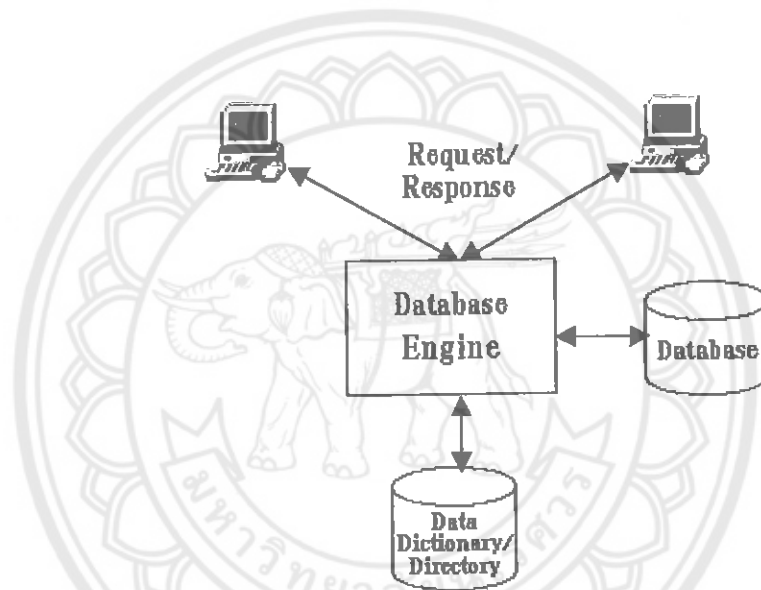 Request/
Response
Database
Engine
Database
Data
Dictionary/
Directory